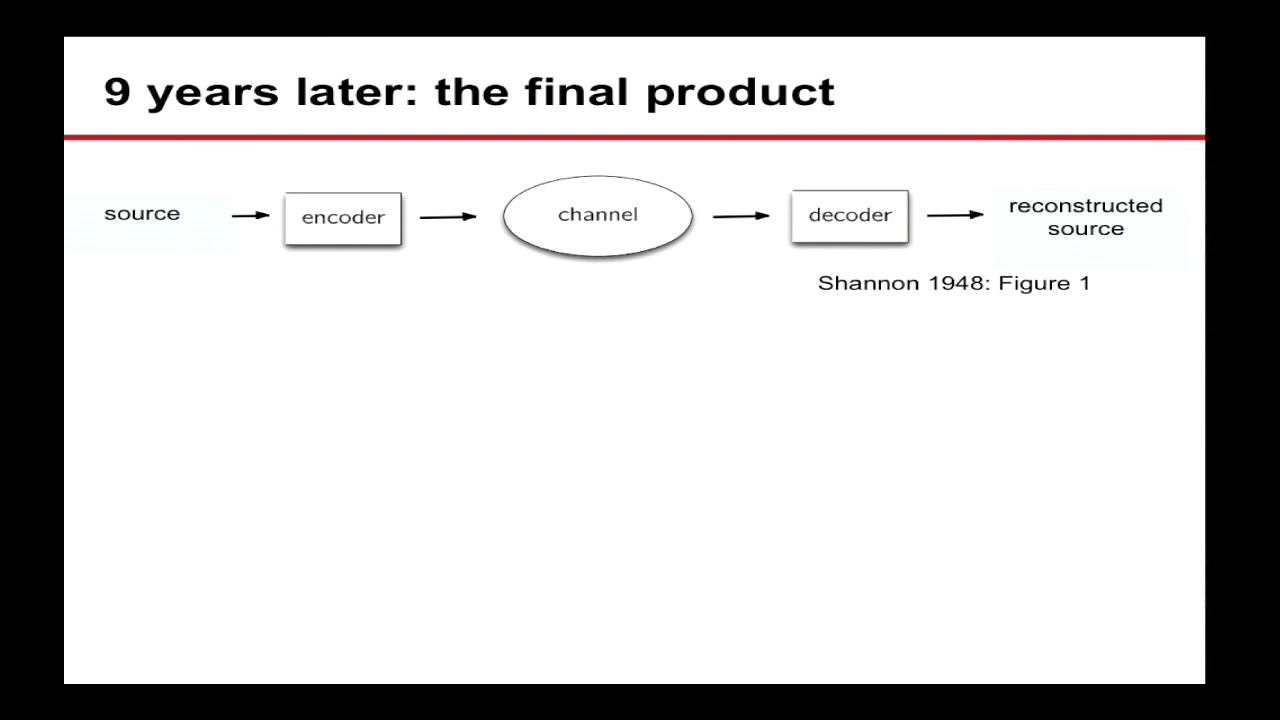 9 years later: the final product
source
encoder
channel
decoder
reconstructed
source
Shannon 1948: Figure 1